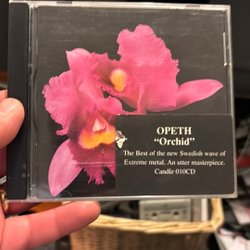 OPETH
"Orchid"
The Best of the new Swedish wave of
Extreme metal. An utter masterpiece.
Candle 010CD